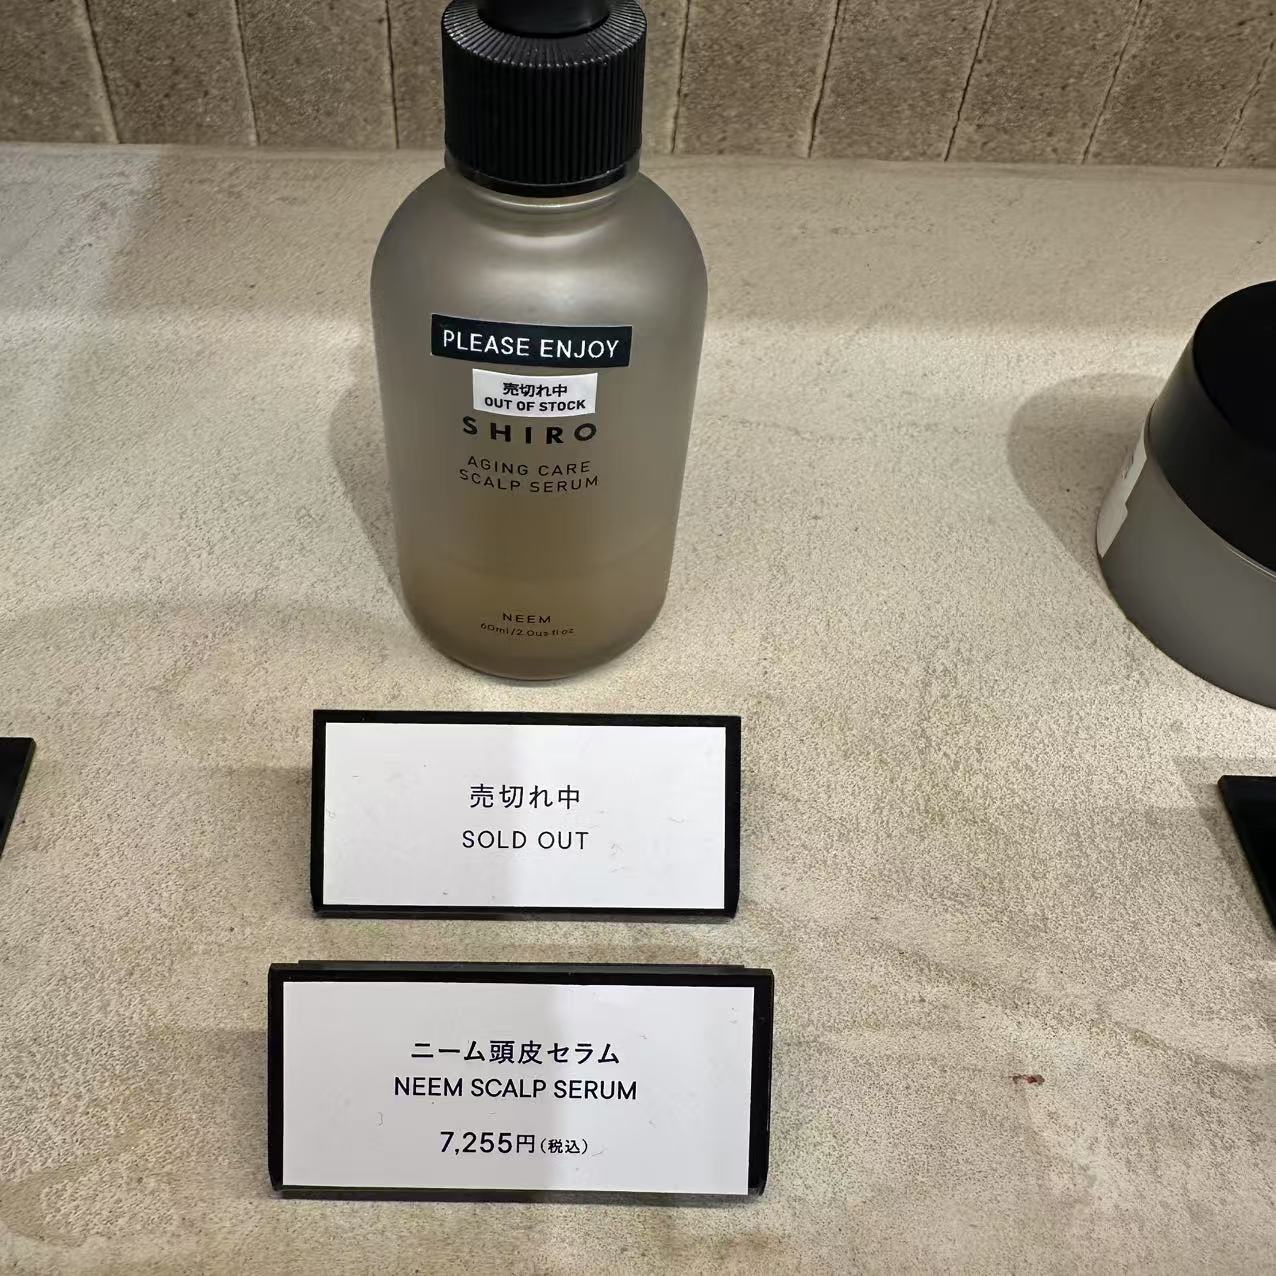 PLEASE ENJOY
売切れ中
OUT OF STOCK
SHIRO
AGING CARE
SCALP SERUM
NEEM
60ml/2.0us fl oz
売切れ中
SOLD OUT
ニーム頭皮セラム
NEEM SCALP SERUM
7,255円(税込)